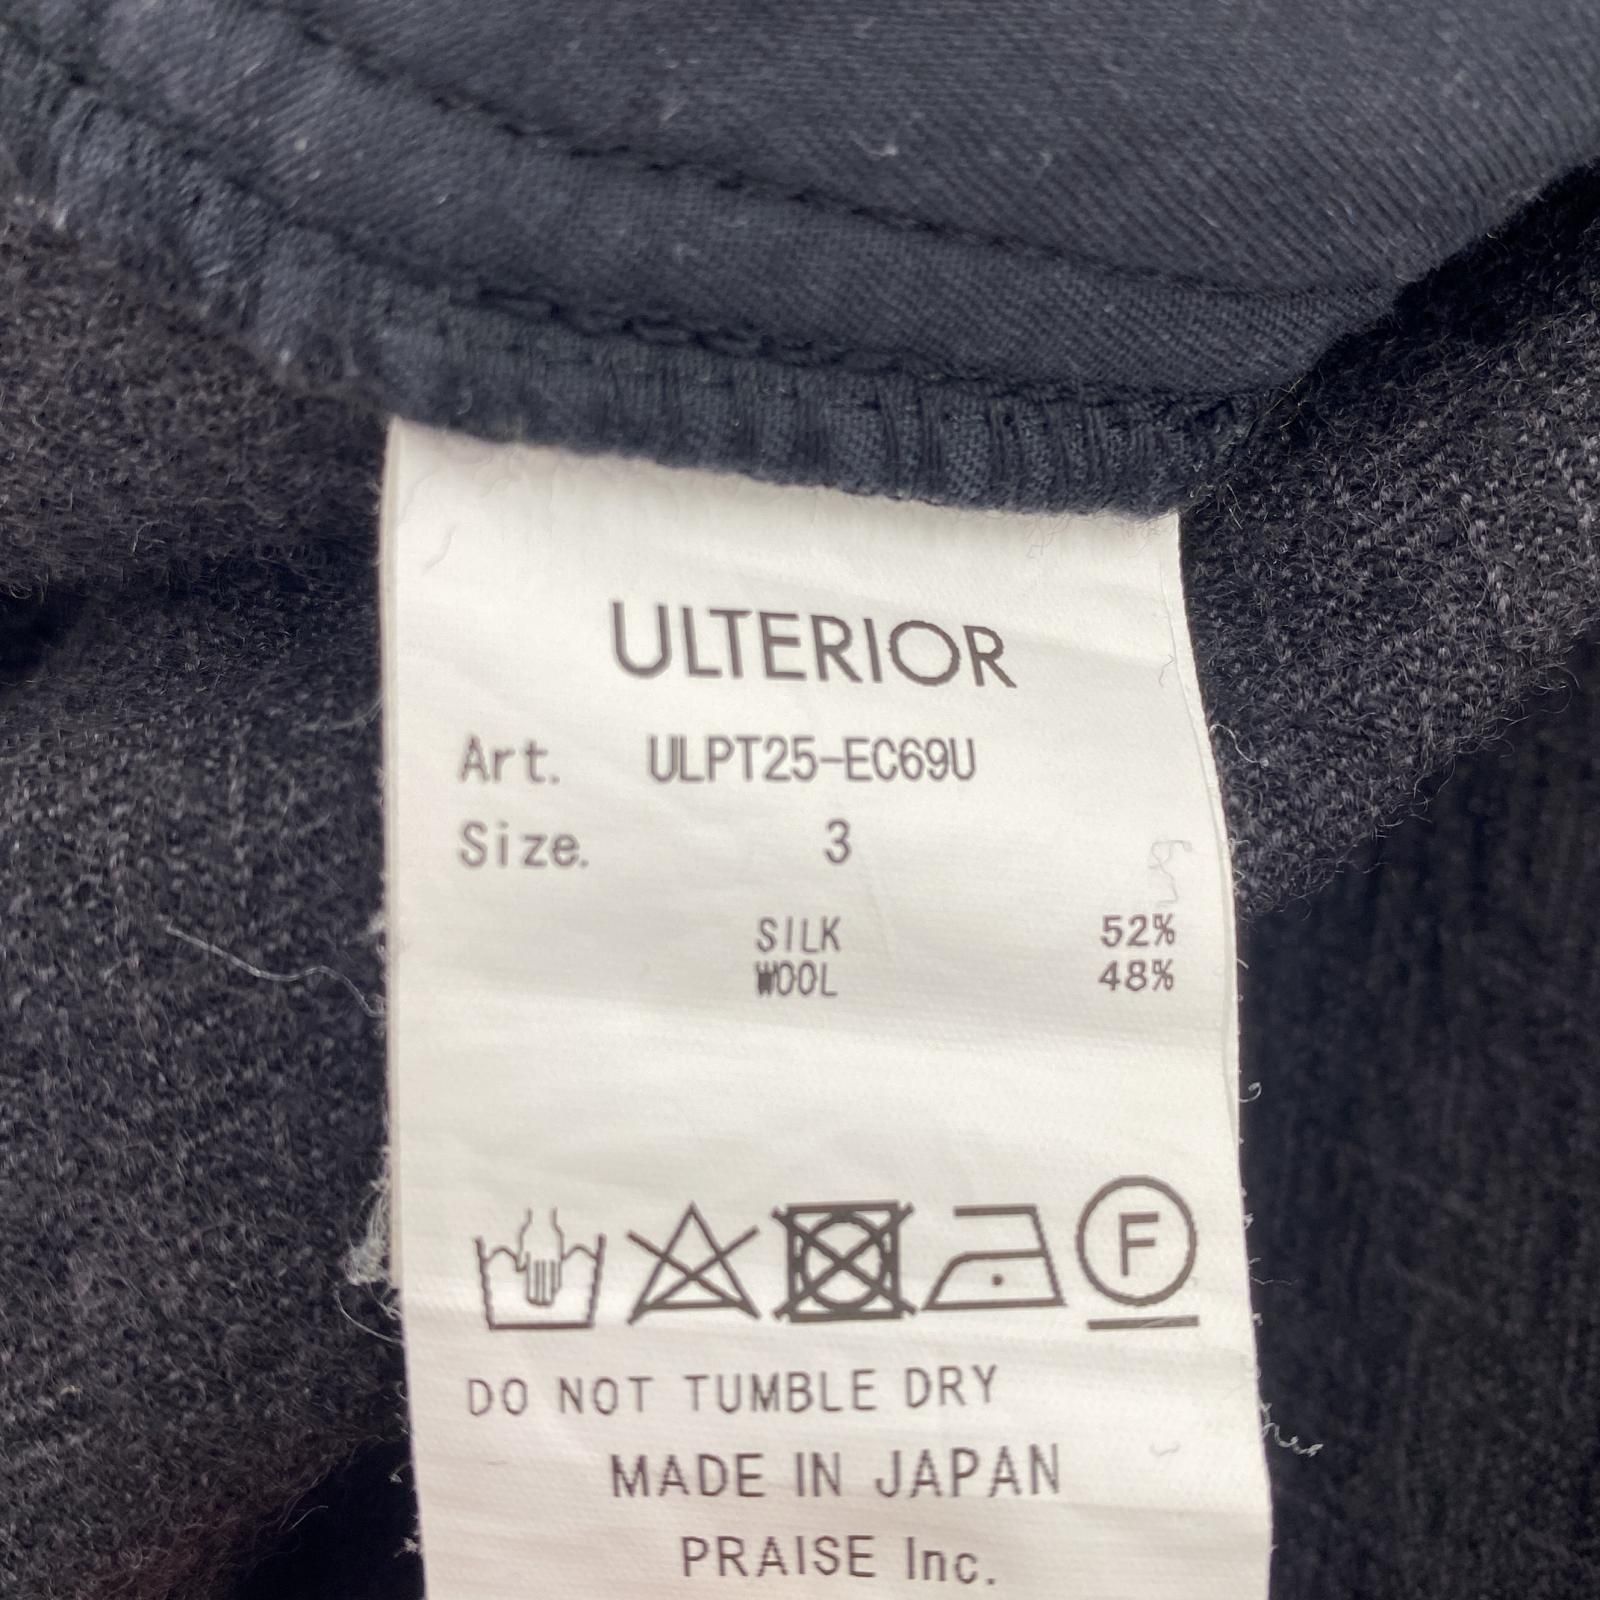 ULTERIOR
Art. ULPT25-EC69U
Size. 3
SILK 52%
WOOL 48%
F
DO NOT TUMBLE DRY
MADE IN JAPAN
PRAISE Inc.